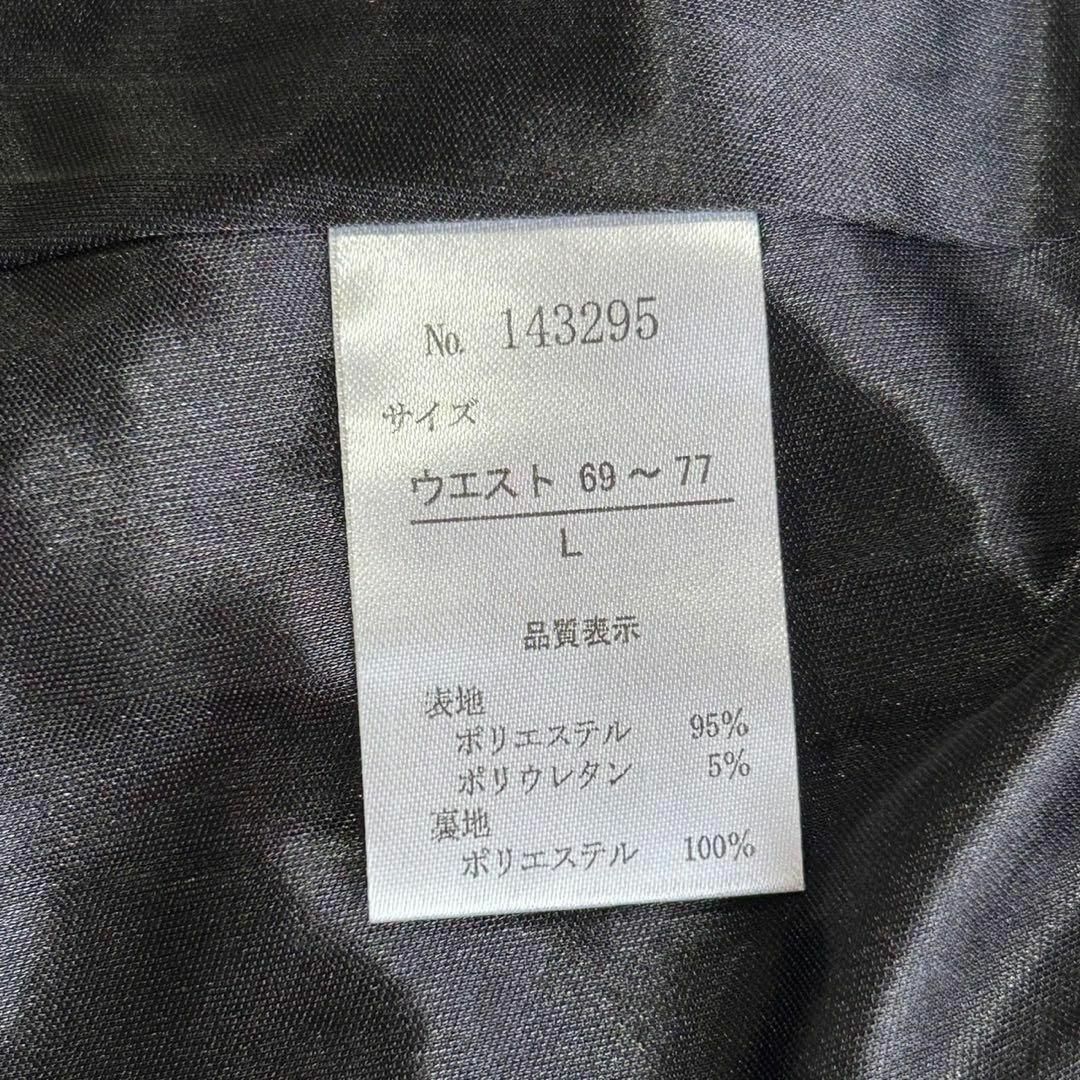 No. 143295
サイズ
ウエスト 69～77
L
品質表示
表地
ポリエステル 95%
ポリウレタン 5%
裏地
ポリエステル 100%